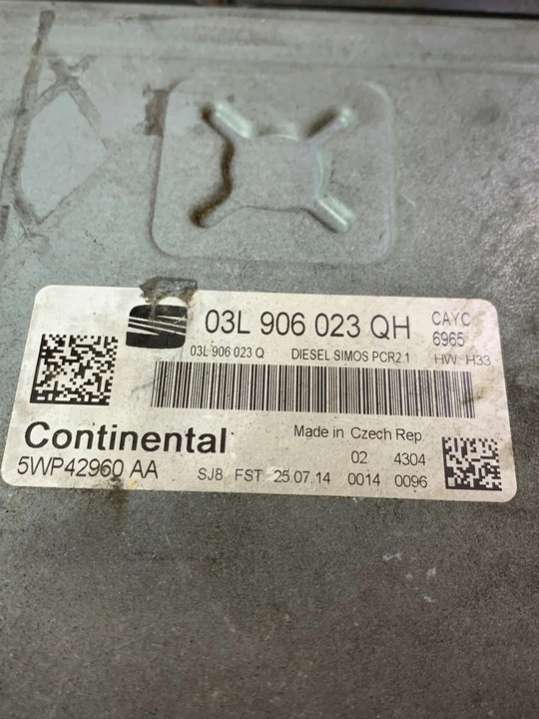 03L 906 023 QH CAYC
6965
03L 906 023 Q DIESEL SIMOS PCR2.1 HW H33
Continental Made in Czech Rep
5WP42960 AA 02 4304
SJ8 FST 25.07.14 0014 0096